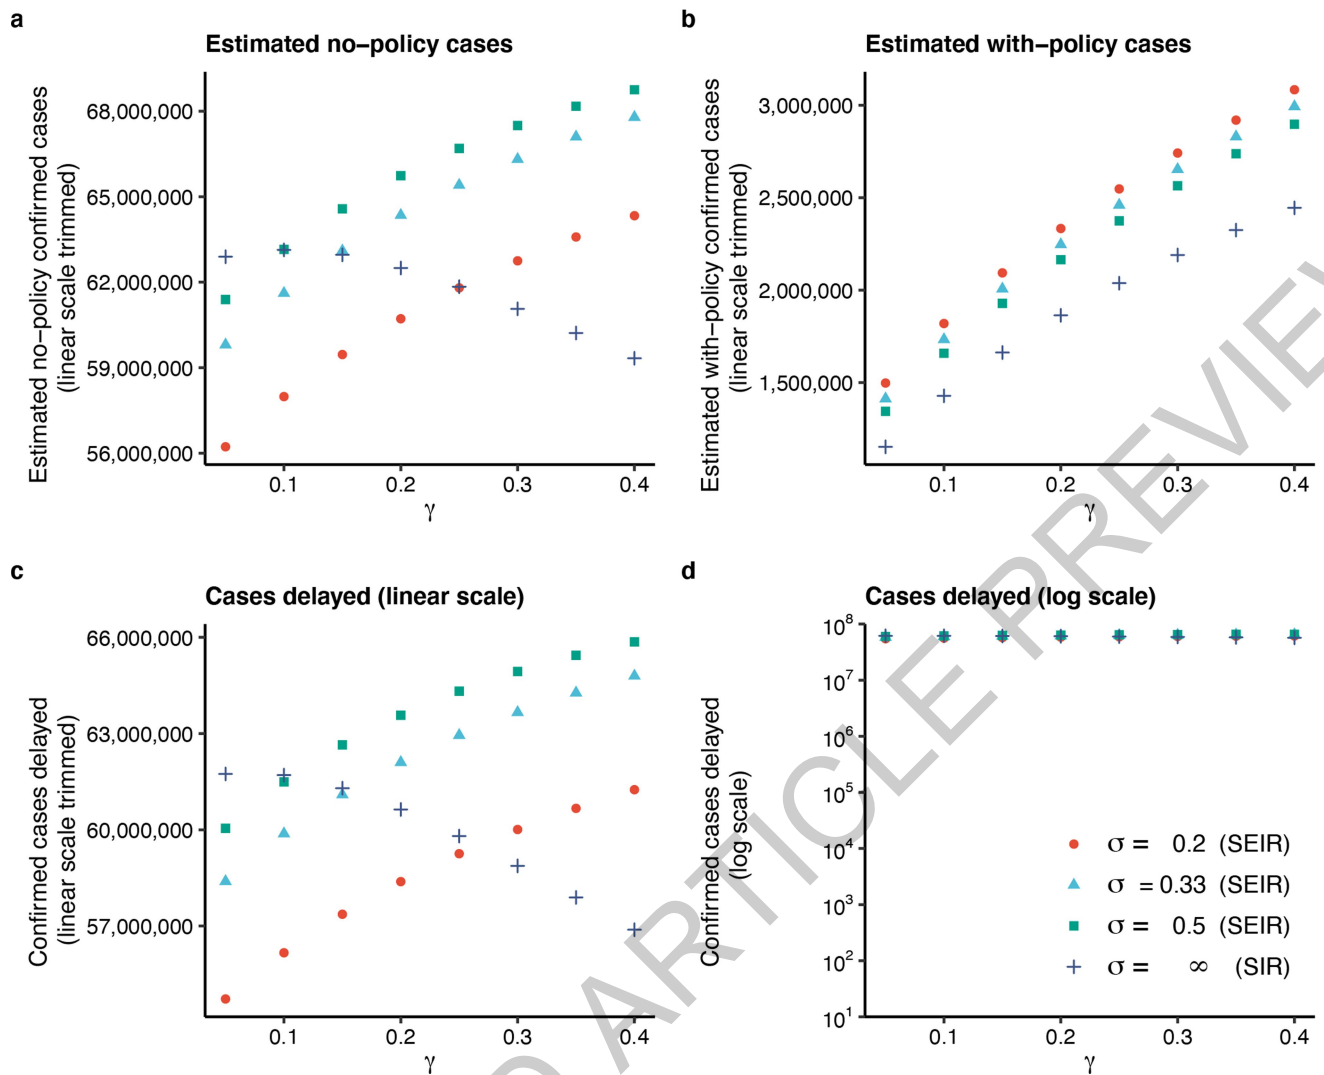 a
Estimated no−policy cases
Estimated no−policy confirmed cases
(linear scale trimmed)
68,000,000
65,000,000
62,000,000
59,000,000
56,000,000
0.1
0.2
0.3
0.4
γ
b
Estimated with−policy cases
Estimated with−policy confirmed cases
(linear scale trimmed)
3,000,000
2,500,000
2,000,000
1,500,000
0.1
0.2
0.3
0.4
γ
c
Cases delayed (linear scale)
Confirmed cases delayed
(linear scale trimmed)
66,000,000
63,000,000
60,000,000
57,000,000
0.1
0.2
0.3
0.4
γ
d
Cases delayed (log scale)
Confirmed cases delayed
(log scale)
10⁸
10⁷
10⁶
10⁵
10⁴
10³
10²
10¹
σ = 0.2 (SEIR)
σ = 0.33 (SEIR)
σ = 0.5 (SEIR)
σ = ∞ (SIR)
0.1
0.2
0.3
0.4
γ
ARTICLE PREVIEW